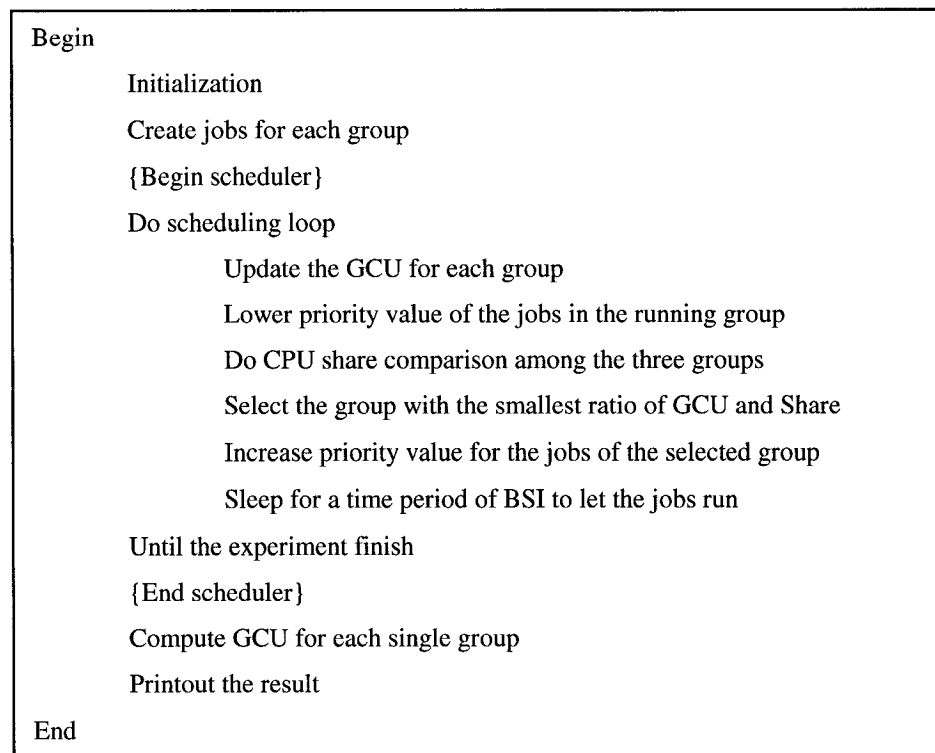 Begin
Initialization
Create jobs for each group
{Begin scheduler}
Do scheduling loop
Update the GCU for each group
Lower priority value of the jobs in the running group
Do CPU share comparison among the three groups
Select the group with the smallest ratio of GCU and Share
Increase priority value for the jobs of the selected group
Sleep for a time period of BSI to let the jobs run
Until the experiment finish
{End scheduler}
Compute GCU for each single group
Printout the result
End